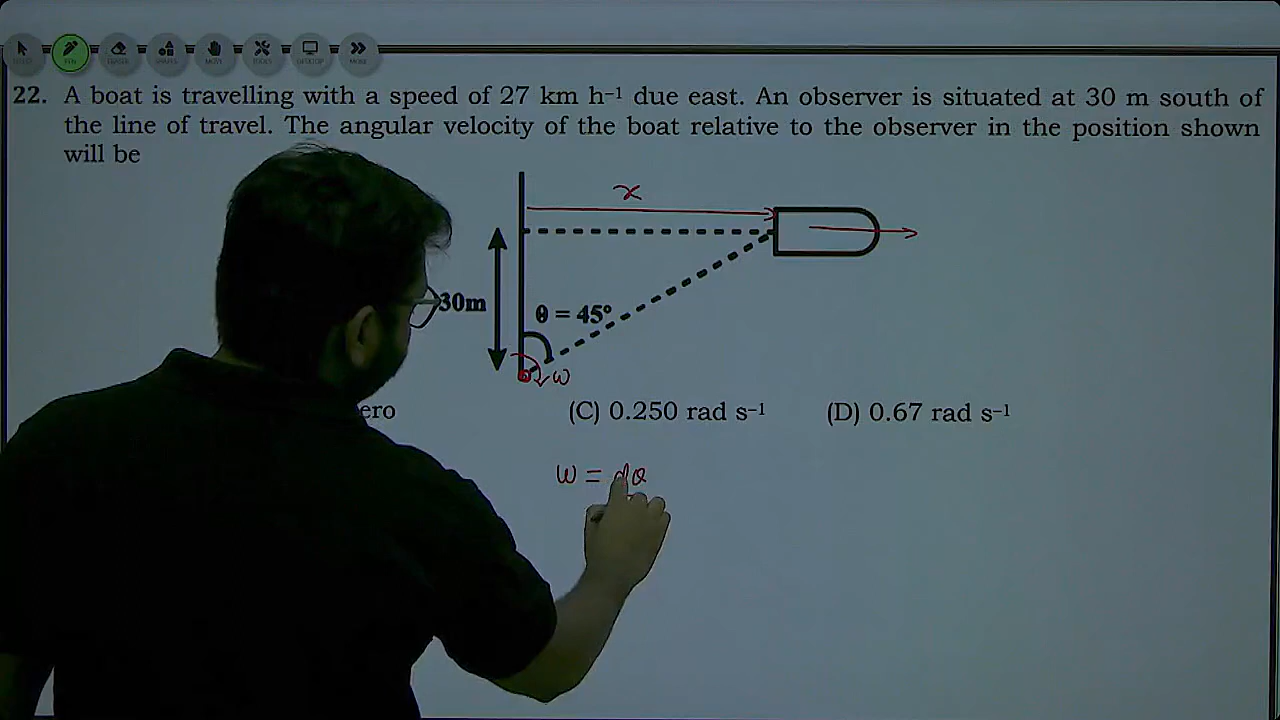 22. A boat is travelling with a speed of 27 km h⁻¹ due east. An observer is situated at 30 m south of
the line of travel. The angular velocity of the boat relative to the observer in the position shown
will be
x
30m
θ = 45°
ω
ero
(C) 0.250 rad s⁻¹
(D) 0.67 rad s⁻¹
ω = dθ